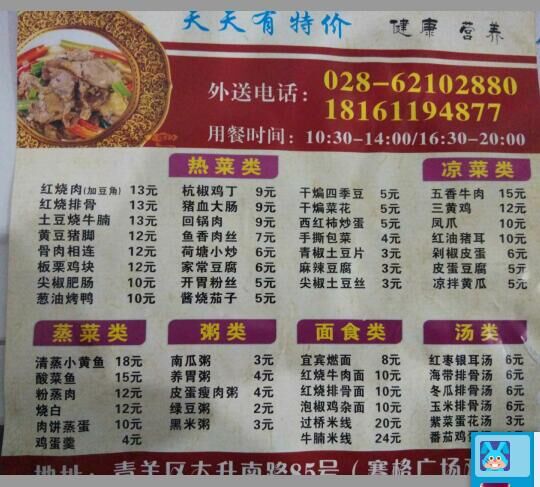 天天有特价 健康 营养
外送电话：028-62102880
18161194877
用餐时间：10:30-14:00/16:30-20:00
热菜类
红烧肉(加豆角) 13元
红烧排骨 13元
土豆烧牛腩 13元
黄豆猪脚 12元
骨肉相连 12元
板栗鸡块 12元
尖椒肥肠 10元
葱油烤鸭 10元
杭椒鸡丁 9元
猪血大肠 9元
回锅肉 9元
鱼香肉丝 7元
荷塘小炒 6元
家常豆腐 6元
开胃粉丝 5元
酱烧茄子 5元
干煸四季豆 5元
干煸菜花 5元
西红柿炒蛋 5元
手撕包菜 4元
青椒土豆片 3元
麻辣豆腐 3元
尖椒土豆丝 3元
凉菜类
五香牛肉 15元
三黄鸡 12元
凤爪 10元
红油猪耳 10元
剁椒皮蛋 6元
皮蛋豆腐 5元
凉拌黄瓜 5元
蒸菜类
清蒸小黄鱼 18元
酸菜鱼 15元
粉蒸肉 12元
烧白 12元
肉饼蒸蛋 10元
鸡蛋羹 4元
粥类
南瓜粥 3元
养胃粥 4元
皮蛋瘦肉粥 4元
绿豆粥 2元
黑米粥 3元
面食类
宜宾燃面 8元
红烧牛肉面 10元
红烧排骨面 10元
泡椒鸡杂面 10元
过桥米线 20元
牛腩米线 24元
汤类
红枣银耳汤 6元
海带排骨汤 6元
冬瓜排骨汤 6元
玉米排骨汤 6元
紫菜蛋花汤 3元
番茄鸡蛋
地址：青羊区太升南路85号（赛格广场